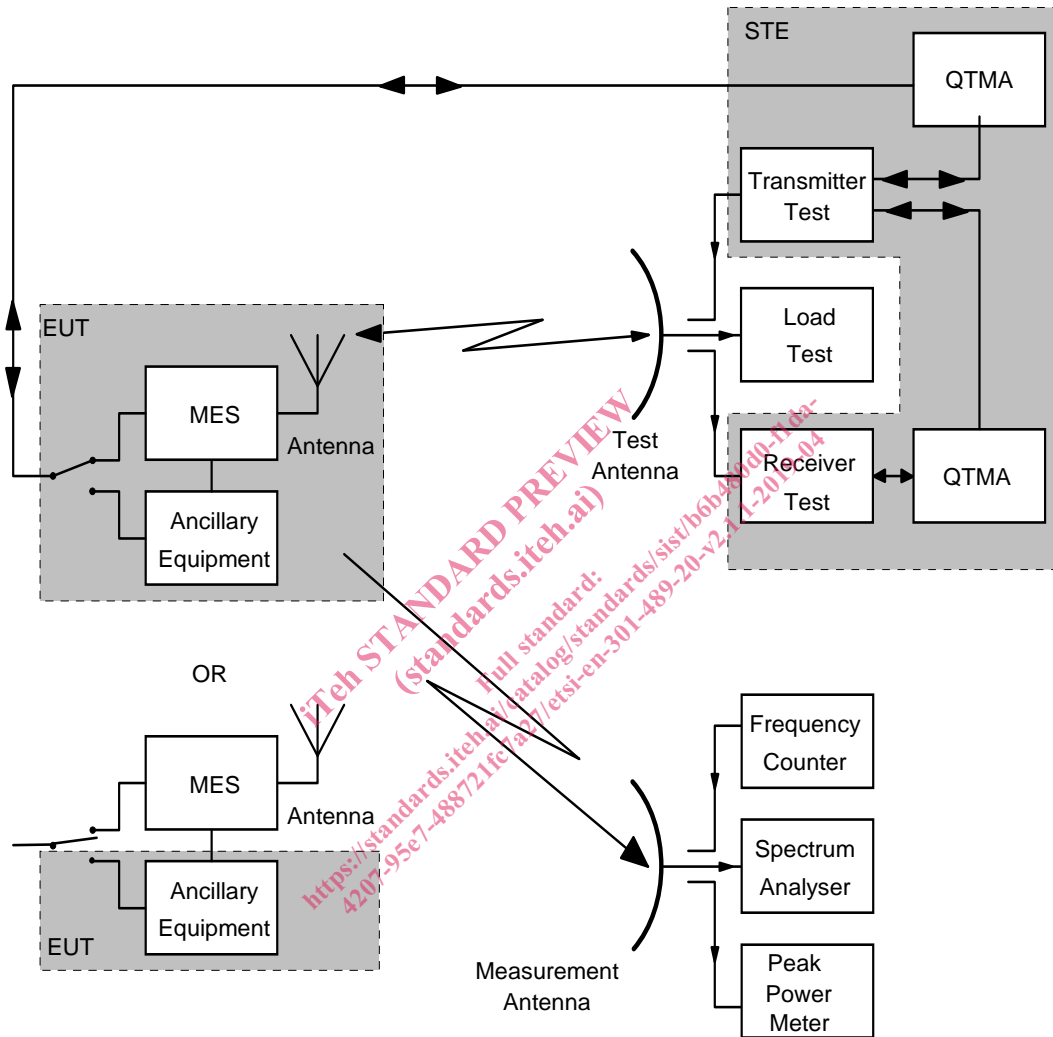 STE
QTMA
Transmitter
Test
EUT
Load
Test
MES
Antenna
Test
Antenna
Receiver
Test
QTMA
Ancillary
Equipment
OR
Frequency
Counter
MES
Antenna
Spectrum
Analyser
Ancillary
Equipment
EUT
Measurement
Antenna
Peak
Power
Meter
iTeh STANDARD PREVIEW
(standards.iteh.ai)
Full standard:
https://standards.iteh.ai/catalog/standards/sist/b6b480d0-f1da-
4207-95e7-488721fc7a27/etsi-en-301-489-20-v2.1.1-2019-04